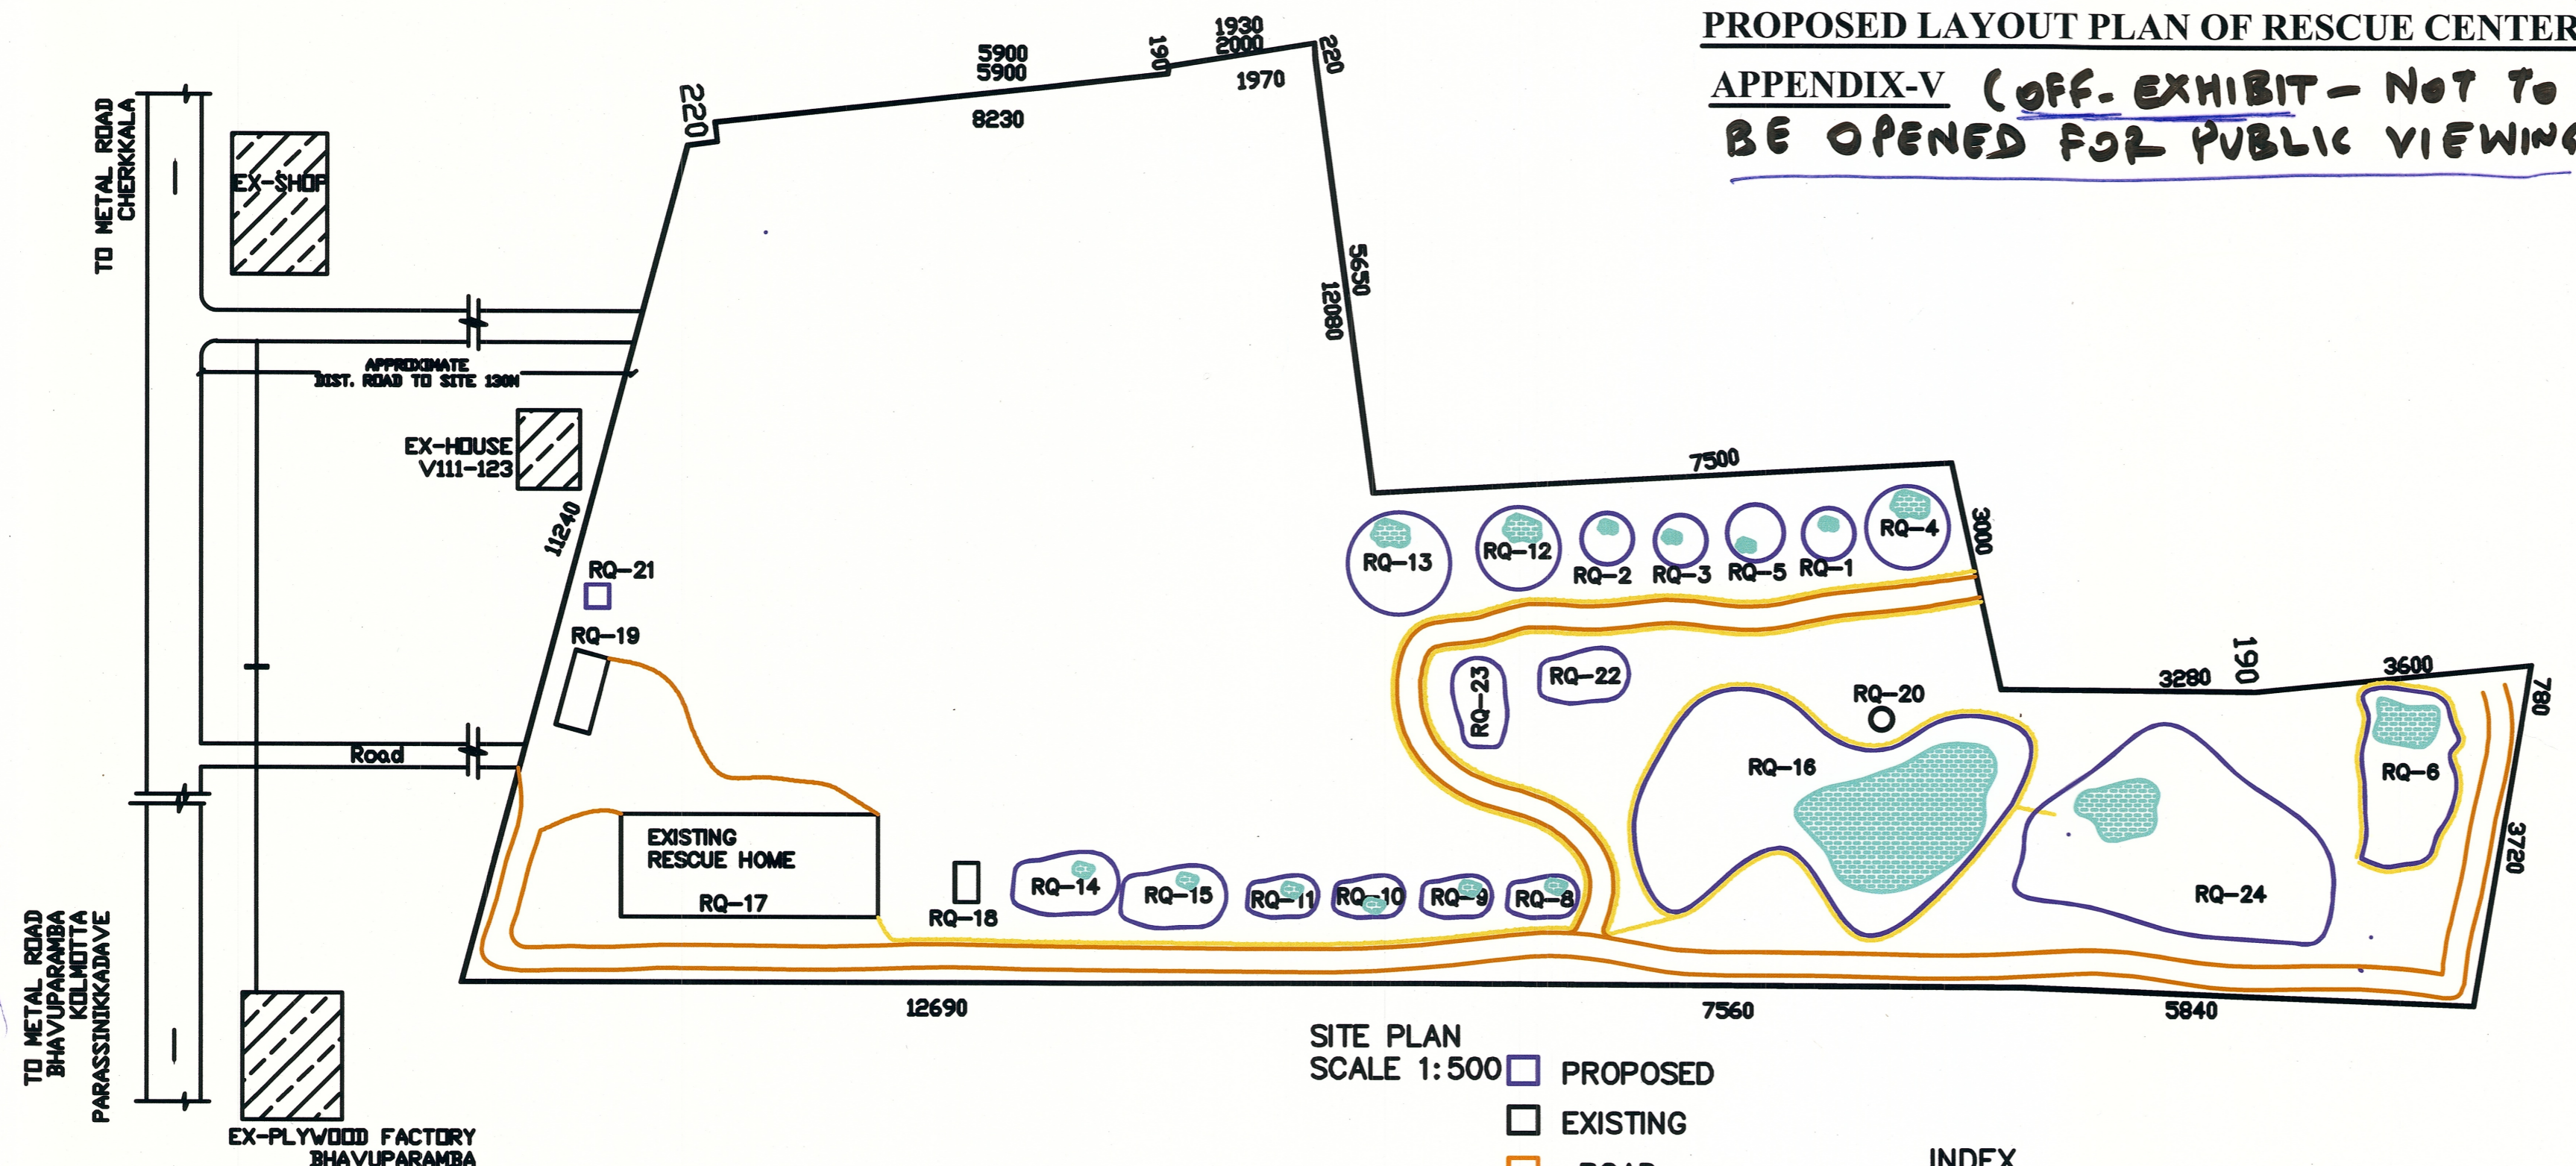 PROPOSED LAYOUT PLAN OF RESCUE CENTER
APPENDIX-V (OFF- EXHIBIT - NOT TO
BE OPENED FOR PUBLIC VIEWING
1930
2000
1970
190
220
5900
5900
8230
220
TO METAL ROAD
CHERKKALA
EX-SHOP
APPROXIMATE
DIST. ROAD TO SITE 130M
EX-HOUSE
V111-123
11240
5650
12080
7500
3000
RQ-13
RQ-12
RQ-2
RQ-3
RQ-5
RQ-1
RQ-4
RQ-21
RQ-19
RQ-23
RQ-22
RQ-20
RQ-16
3280
190
3600
780
RQ-6
3720
RQ-24
Road
EXISTING
RESCUE HOME
RQ-17
RQ-18
RQ-14
RQ-15
RQ-11
RQ-10
RQ-9
RQ-8
12690
7560
5840
TO METAL ROAD
BHAVUPARAMBA
KOLMOTTA
PARASSINIKKADAVE
EX-PLYWOOD FACTORY
BHAVUPARAMBA
SITE PLAN
SCALE 1:500
PROPOSED
EXISTING
ROAD
INDEX